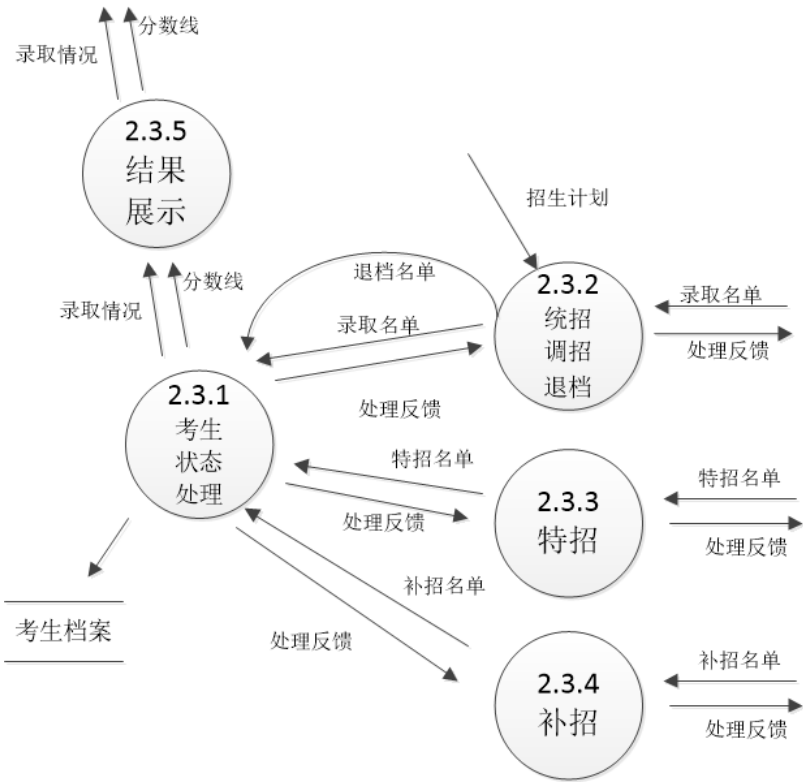 分数线
录取情况
2.3.5
结果
展示
招生计划
退档名单
2.3.2
统招
调招
退档
录取名单
处理反馈
分数线
录取情况
录取名单
处理反馈
2.3.1
考生
状态
处理
特招名单
处理反馈
2.3.3
特招
特招名单
处理反馈
补招名单
处理反馈
考生档案
2.3.4
补招
补招名单
处理反馈